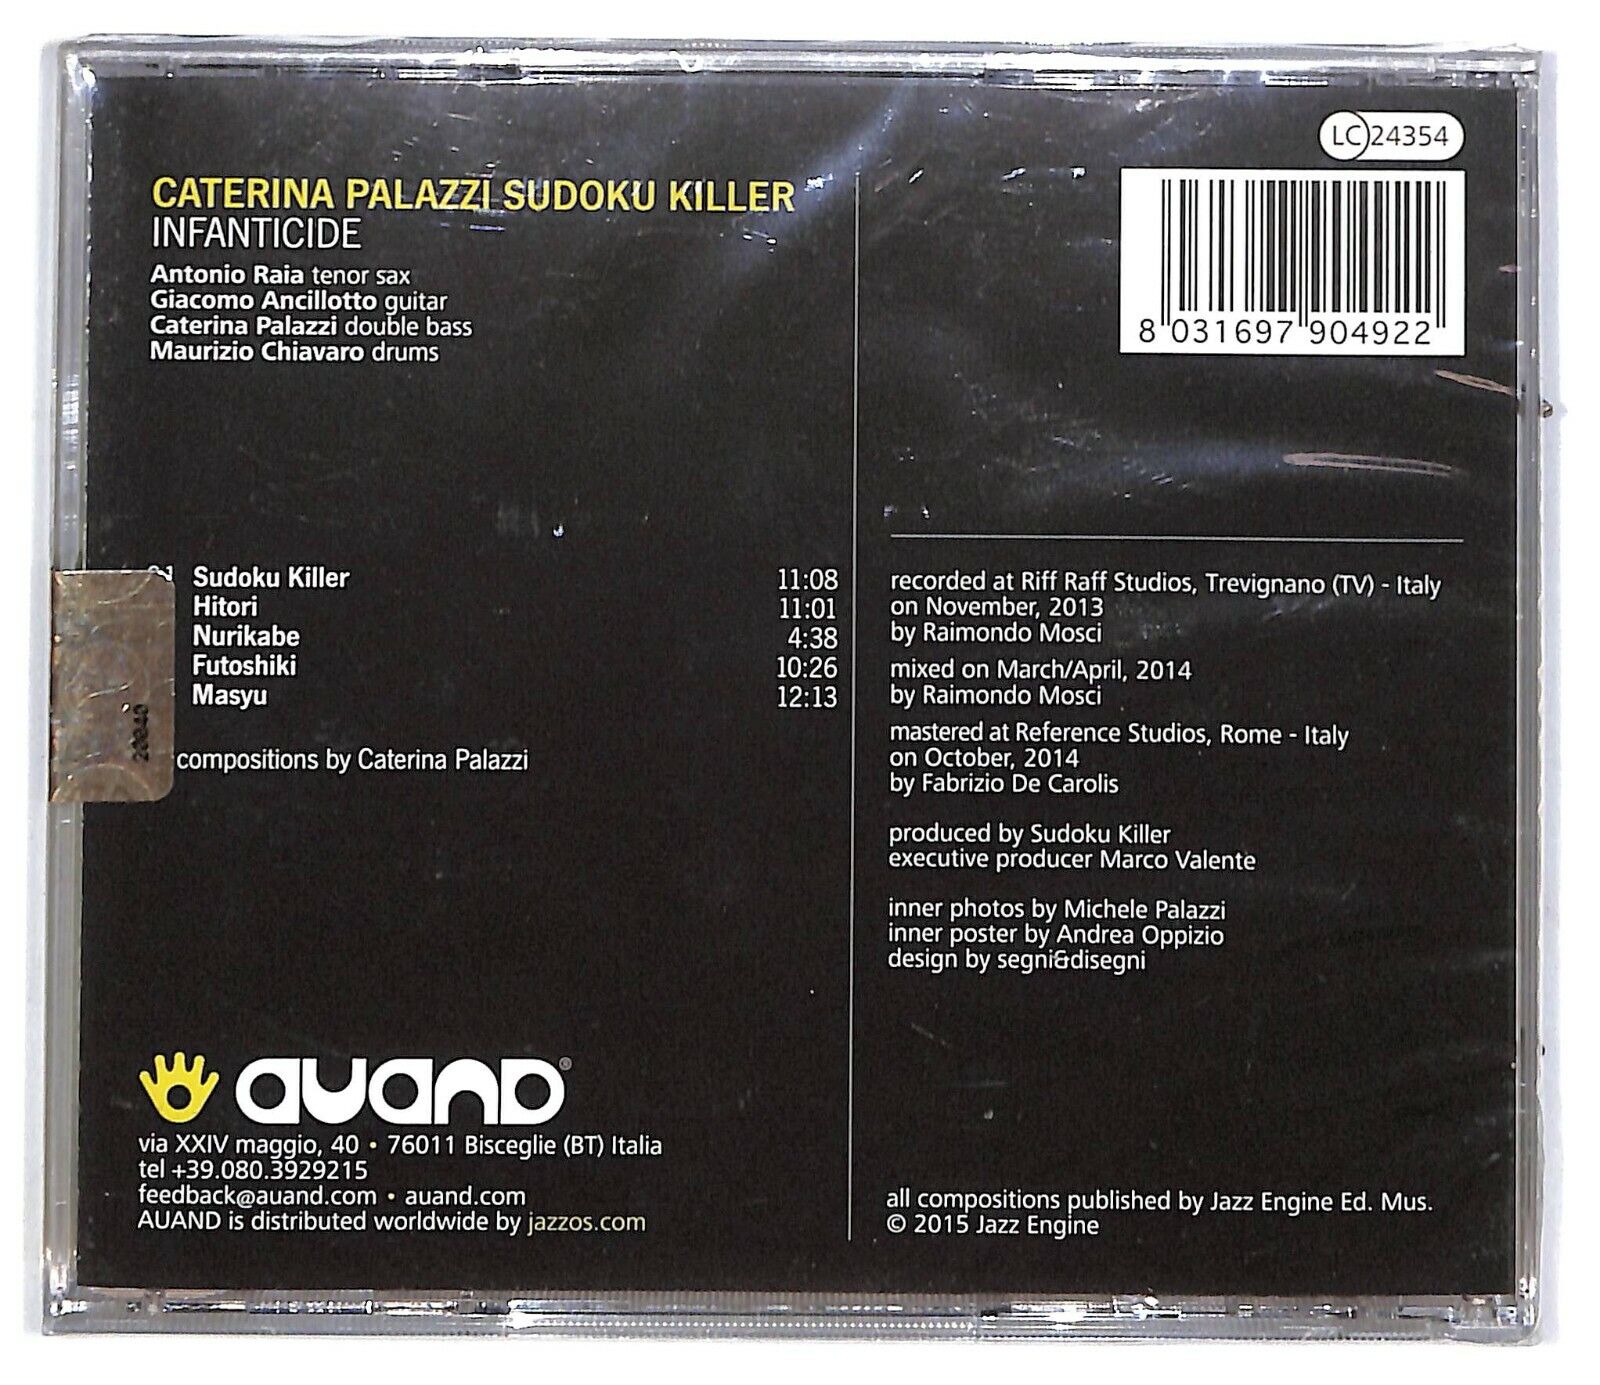 LC 24354
8 031697 904922
CATERINA PALAZZI SUDOKU KILLER
INFANTICIDE
Antonio Raia tenor sax
Giacomo Ancillotto guitar
Caterina Palazzi double bass
Maurizio Chiavaro drums
Sudoku Killer 11:08
Hitori 11:01
Nurikabe 4:38
Futoshiki 10:26
Masyu 12:13
compositions by Caterina Palazzi
recorded at Riff Raff Studios, Trevignano (TV) - Italy
on November, 2013
by Raimondo Mosci
mixed on March/April, 2014
by Raimondo Mosci
mastered at Reference Studios, Rome - Italy
on October, 2014
by Fabrizio De Carolis
produced by Sudoku Killer
executive producer Marco Valente
inner photos by Michele Palazzi
inner poster by Andrea Oppizio
design by segni&disegni
AUAND®
via XXIV maggio, 40 • 76011 Bisceglie (BT) Italia
tel +39.080.3929215
feedback@auand.com • auand.com
AUAND is distributed worldwide by jazzos.com
all compositions published by Jazz Engine Ed. Mus.
© 2015 Jazz Engine